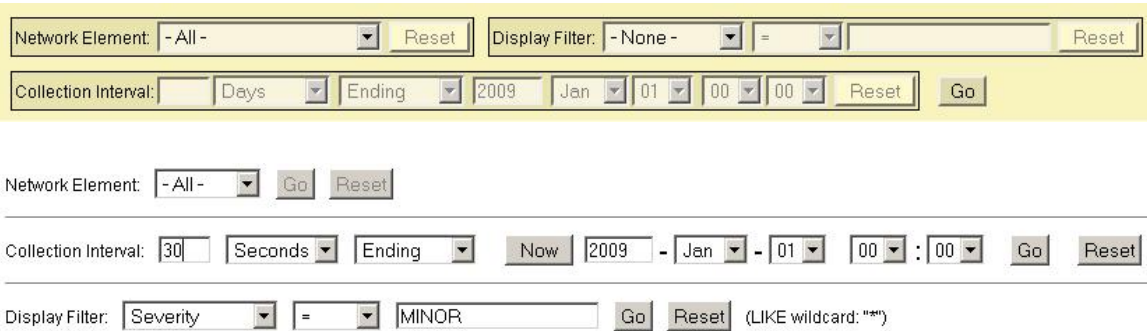 Network Element: - All - Reset Display Filter: - None - = Reset
Collection Interval: Days Ending 2009 Jan 01 00 00 Reset Go
Network Element: - All - Go Reset
Collection Interval: 30 Seconds Ending Now 2009 - Jan - 01 00 : 00 Go Reset
Display Filter: Severity = MINOR Go Reset (LIKE wildcard: "*")